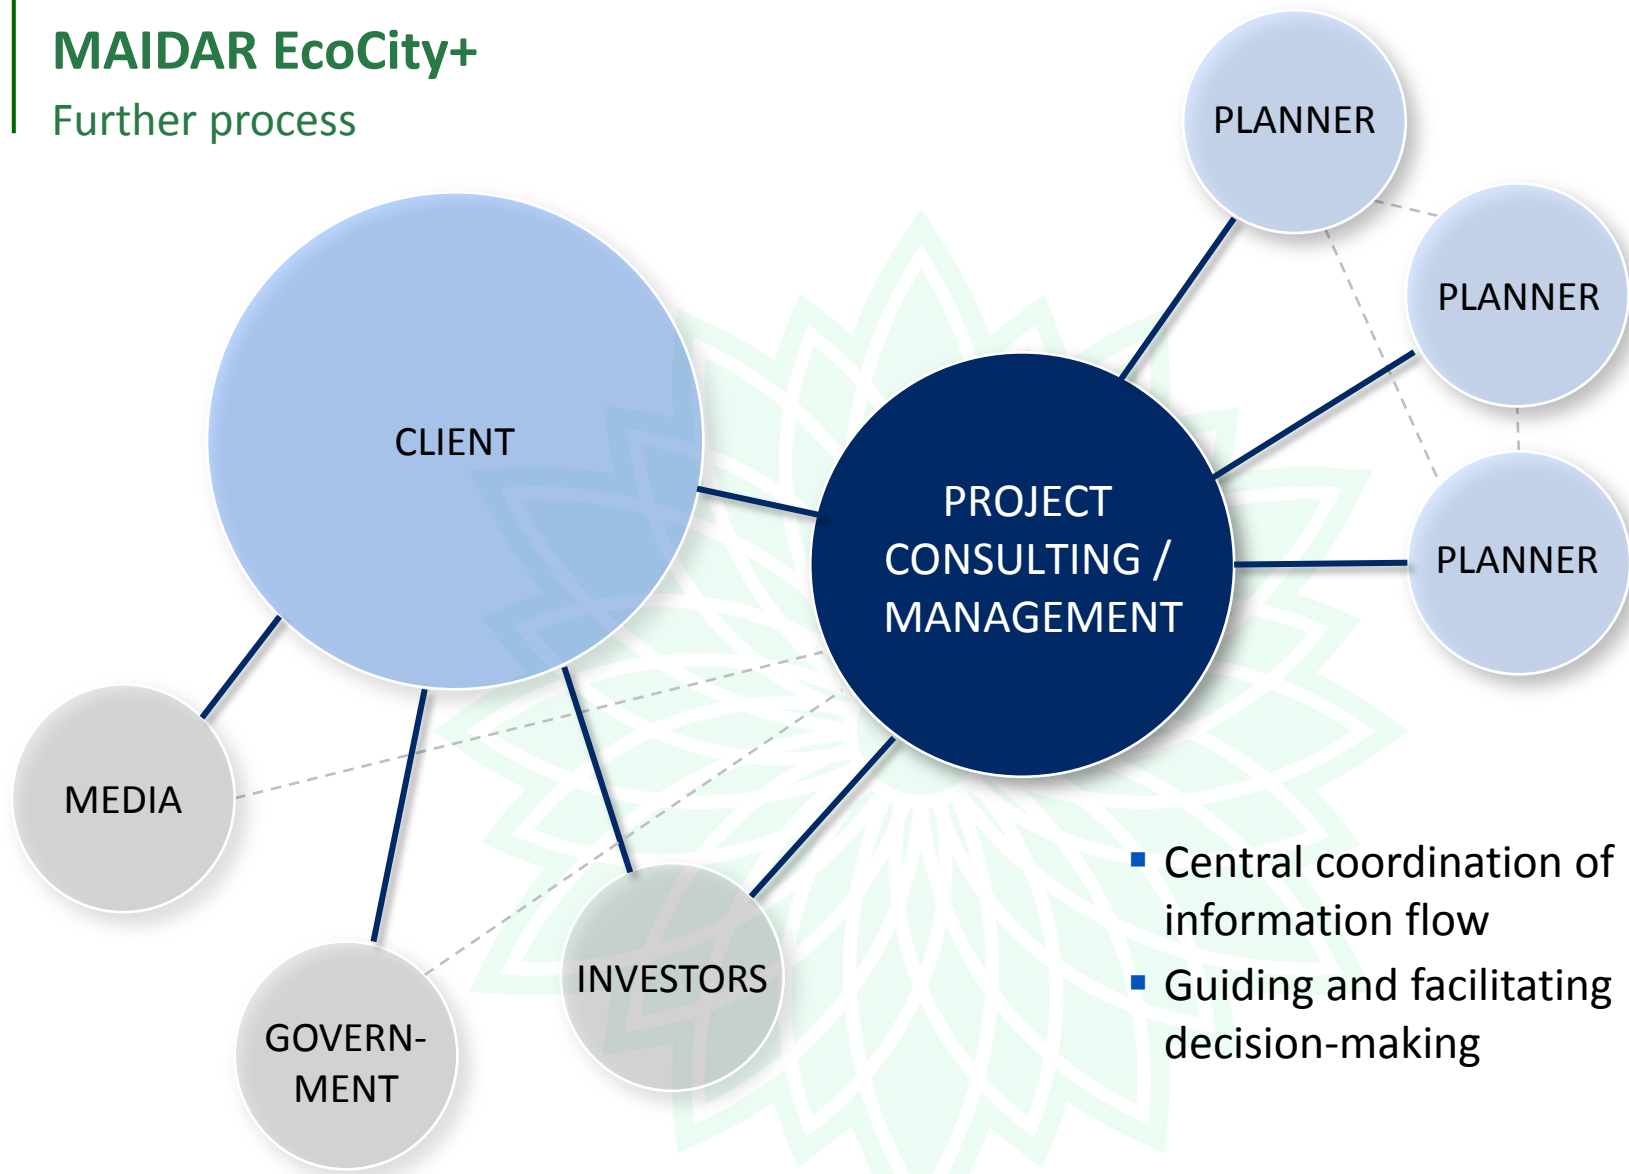 MAIDAR EcoCity+
Further process
PLANNER
PLANNER
CLIENT
PROJECT
CONSULTING /
MANAGEMENT
PLANNER
MEDIA
INVESTORS
GOVERN-
MENT
▪ Central coordination of
information flow
▪ Guiding and facilitating
decision-making